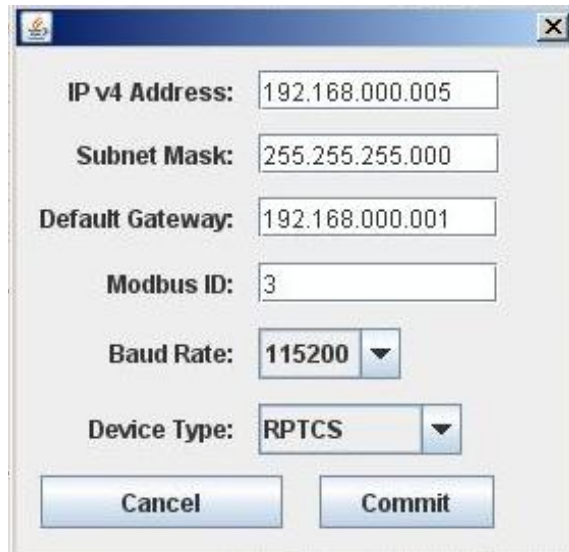 IP v4 Address: 192.168.000.005
Subnet Mask: 255.255.255.000
Default Gateway: 192.168.000.001
Modbus ID: 3
Baud Rate: 115200
Device Type: RPTCS
Cancel Commit